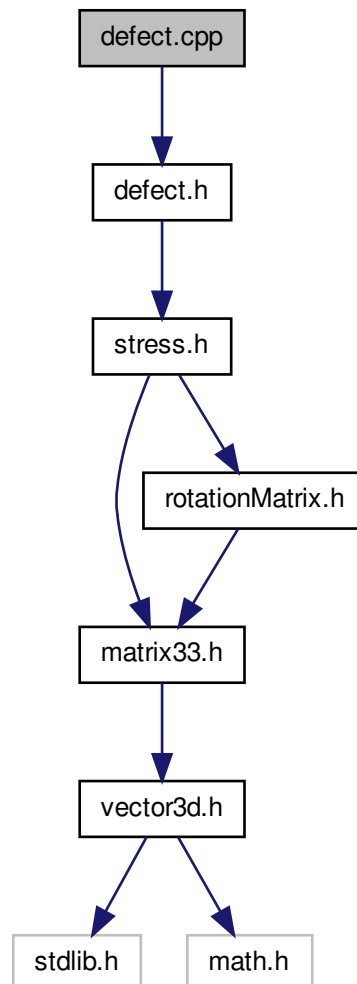 defect.cpp
defect.h
stress.h
rotationMatrix.h
matrix33.h
vector3d.h
stdlib.h
math.h